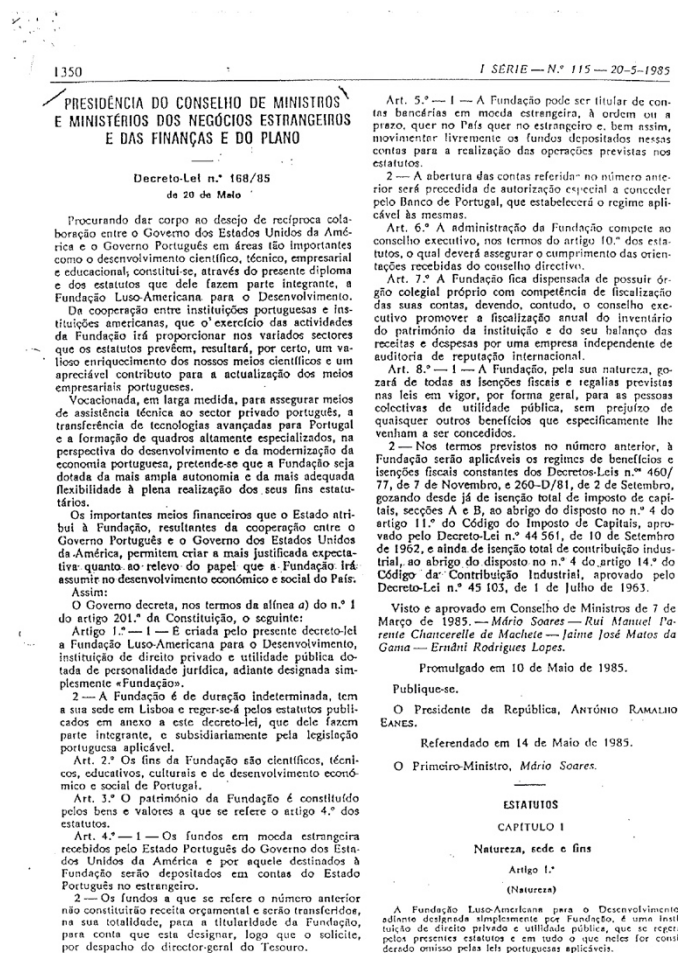 1350
I SÉRIE — N.º 115 — 20-5-1985
PRESIDÊNCIA DO CONSELHO DE MINISTROS
E MINISTÉRIOS DOS NEGÓCIOS ESTRANGEIROS
E DAS FINANÇAS E DO PLANO
Decreto-Lei n.º 168/85
de 20 de Maio
Procurando dar corpo ao desejo de recíproca cola-
boração entre o Governo dos Estados Unidos da Amé-
rica e o Governo Português em áreas tão importantes
como o desenvolvimento científico, técnico, empresarial
e educacional; constitui-se, através do presente diploma
e dos estatutos que dele fazem parte integrante, a
Fundação Luso-Americana para o Desenvolvimento.
Da cooperação entre instituições portuguesas e ins-
tituições americanas, que o exercício das actividades
da Fundação irá proporcionar nos variados sectores
que os estatutos prevêem, resultará, por certo, um va-
lioso enriquecimento dos nossos meios científicos e um
apreciável contributo para a actualização dos meios
empresariais portugueses.
Vocacionada, em larga medida, para assegurar meios
de assistência técnica ao sector privado português, a
transferência de tecnologias avançadas para Portugal
e a formação de quadros altamente especializados, na
perspectiva do desenvolvimento e da modernização da
economia portuguesa, pretende-se que a Fundação seja
dotada da mais ampla autonomia e da mais adequada
flexibilidade à plena realização dos seus fins estatu-
tários.
Os importantes meios financeiros que o Estado atri-
bui à Fundação, resultantes da cooperação entre o
Governo Português e o Governo dos Estados Unidos
da América, permitem criar a mais justificada expecta-
tiva quanto ao relevo do papel que a Fundação irá
assumir no desenvolvimento económico e social do País.
Assim:
O Governo decreta, nos termos da alínea a) do n.º 1
do artigo 201.º da Constituição, o seguinte:
Artigo 1.º — 1 — É criada pelo presente decreto-lei
a Fundação Luso-Americana para o Desenvolvimento,
instituição de direito privado e utilidade pública do-
tada de personalidade jurídica, adiante designada sim-
plesmente «Fundação».
2 — A Fundação é de duração indeterminada, tem
a sua sede em Lisboa e reger-se-á pelos estatutos publi-
cados em anexo a este decreto-lei, que dele fazem
parte integrante, e subsidiariamente pela legislação
portuguesa aplicável.
Art. 2.º Os fins da Fundação são científicos, técni-
cos, educativos, culturais e de desenvolvimento econó-
mico e social de Portugal.
Art. 3.º O património da Fundação é constituído
pelos bens e valores a que se refere o artigo 4.º dos
estatutos.
Art. 4.º — 1 — Os fundos em moeda estrangeira
recebidos pelo Estado Português do Governo dos Esta-
dos Unidos da América e por aquele destinados à
Fundação serão depositados em contas do Estado
Português no estrangeiro.
2 — Os fundos a que se refere o número anterior
não constituirão receita orçamental e serão transferidos,
na sua totalidade, para a titularidade da Fundação,
para conta que esta designar, logo que o solicite,
por despacho do director-geral do Tesouro.
Art. 5.º — 1 — A Fundação pode ser titular de con-
tas bancárias em moeda estrangeira, à ordem ou a
prazo, quer no País quer no estrangeiro e, bem assim,
movimentar livremente os fundos depositados nessas
contas para a realização das operações previstas nos
estatutos.
2 — A abertura das contas referidas no número ante-
rior será precedida de autorização especial a conceder
pelo Banco de Portugal, que estabelecerá o regime apli-
cável às mesmas.
Art. 6.º A administração da Fundação compete ao
conselho executivo, nos termos do artigo 10.º dos esta-
tutos, o qual deverá assegurar o cumprimento das orien-
tações recebidas do conselho directivo.
Art. 7.º A Fundação fica dispensada de possuir ór-
gão colegial próprio com competência de fiscalização
das suas contas, devendo, contudo, o conselho exe-
cutivo promover a fiscalização anual do inventário
do património da instituição e do seu balanço das
receitas e despesas por uma empresa independente de
auditoria de reputação internacional.
Art. 8.º — 1 — A Fundação, pela sua natureza, go-
zará de todas as isenções fiscais e regalias previstas
nas leis em vigor, por forma geral, para as pessoas
colectivas de utilidade pública, sem prejuízo de
quaisquer outros benefícios que especificamente lhe
venham a ser concedidos.
2 — Nos termos previstos no número anterior, à
Fundação serão aplicáveis os regimes de benefícios e
isenções fiscais constantes dos Decretos-Leis n.ºs 460/
77, de 7 de Novembro, e 260-D/81, de 2 de Setembro,
gozando desde já de isenção total de imposto de capi-
tais, secções A e B, ao abrigo do disposto no n.º 4 do
artigo 11.º do Código do Imposto de Capitais, apro-
vado pelo Decreto-Lei n.º 44 561, de 10 de Setembro
de 1962, e ainda de isenção total de contribuição indus-
trial, ao abrigo do disposto no n.º 4 do artigo 14.º do
Código da Contribuição Industrial, aprovado pelo
Decreto-Lei n.º 45 103, de 1 de Julho de 1963.
Visto e aprovado em Conselho de Ministros de 7 de
Março de 1985. — Mário Soares — Rui Manuel Pa-
rente Chancerelle de Machete — Jaime José Matos da
Gama — Ernâni Rodrigues Lopes.
Promulgado em 10 de Maio de 1985.
Publique-se.
O Presidente da República, ANTÓNIO RAMALHO
EANES.
Referendado em 14 de Maio de 1985.
O Primeiro-Ministro, Mário Soares.
ESTATUTOS
CAPÍTULO I
Natureza, sede e fins
Artigo 1.º
(Natureza)
A Fundação Luso-Americana para o Desenvolvimento,
adiante designada simplesmente por Fundação, é uma insti
tuição de direito privado e utilidade pública, que se regerá
pelos presentes estatutos e em tudo o que neles for consi
derado omisso pelas leis portuguesas aplicáveis.